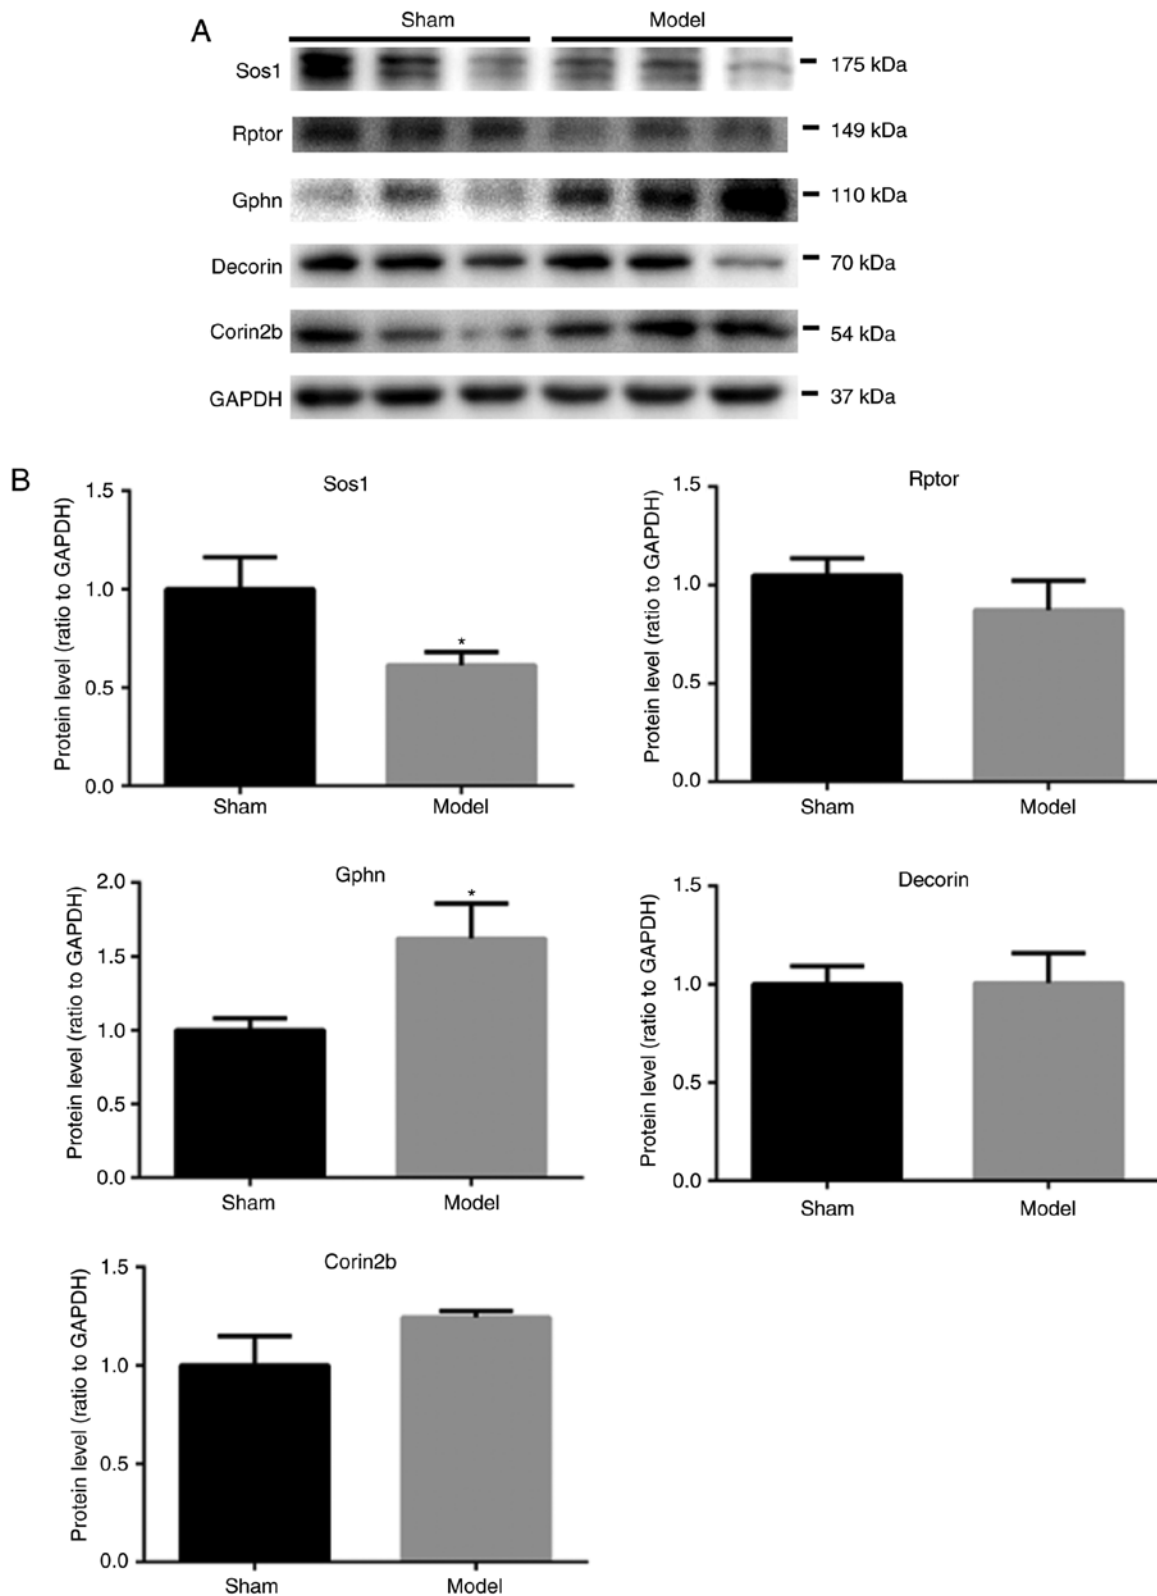 A
Sham Model
Sos1 175 kDa
Rptor 149 kDa
Gphn 110 kDa
Decorin 70 kDa
Corin2b 54 kDa
GAPDH 37 kDa
B
Sos1
Protein level (ratio to GAPDH)
1.5
1.0
0.5
0.0
*
Sham Model
Rptor
Protein level (ratio to GAPDH)
1.5
1.0
0.5
0.0
Sham Model
Gphn
Protein level (ratio to GAPDH)
2.0
1.5
1.0
0.5
0.0
*
Sham Model
Decorin
Protein level (ratio to GAPDH)
1.5
1.0
0.5
0.0
Sham Model
Corin2b
Protein level (ratio to GAPDH)
1.5
1.0
0.5
0.0
Sham Model